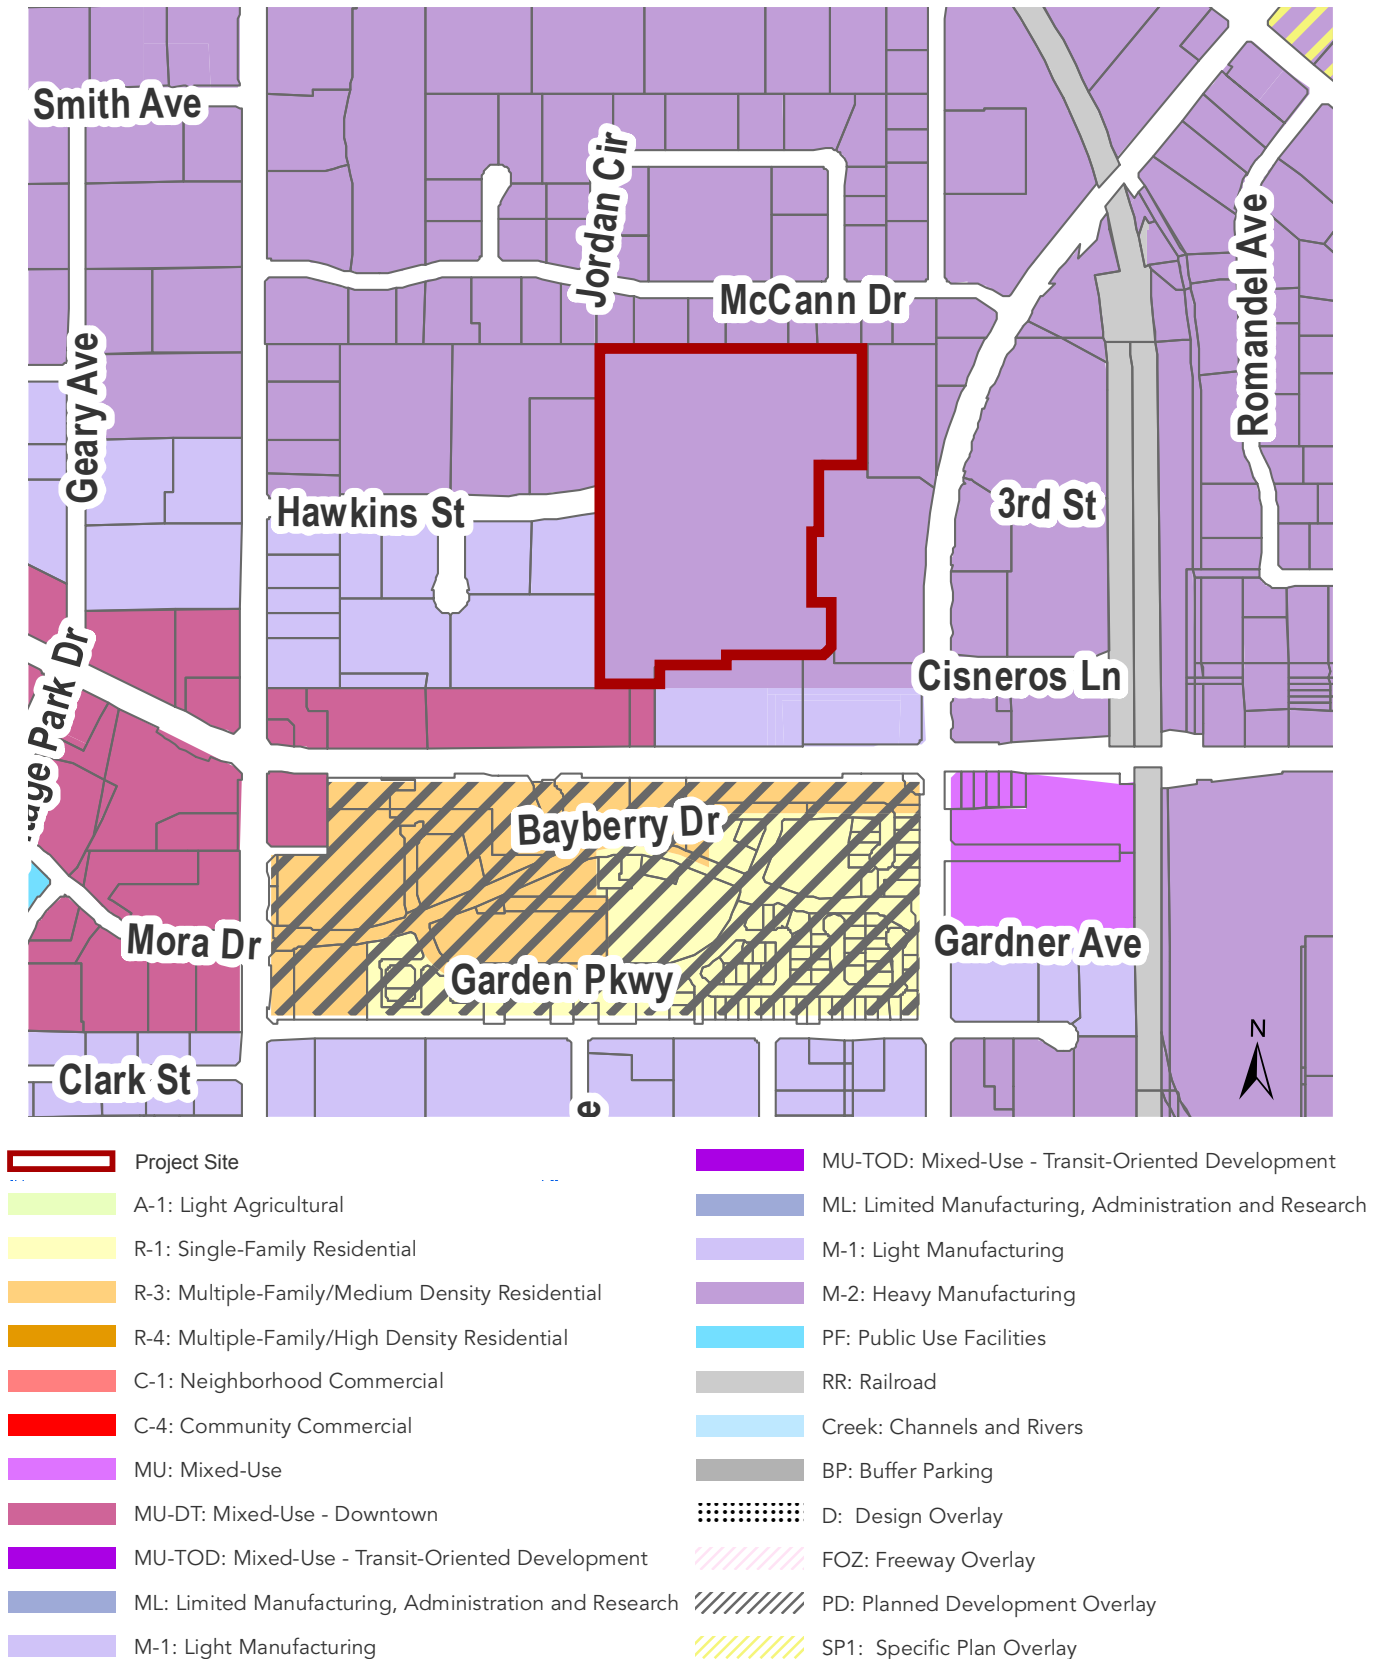 Smith Ave
Jordan Cir
Romandel Ave
McCann Dr
Geary Ave
Hawkins St
3rd St
Park Dr
Cisneros Ln
Bayberry Dr
Mora Dr
Gardner Ave
Garden Pkwy
N
Clark St
e
Project Site
A-1: Light Agricultural
R-1: Single-Family Residential
R-3: Multiple-Family/Medium Density Residential
R-4: Multiple-Family/High Density Residential
C-1: Neighborhood Commercial
C-4: Community Commercial
MU: Mixed-Use
MU-DT: Mixed-Use - Downtown
MU-TOD: Mixed-Use - Transit-Oriented Development
ML: Limited Manufacturing, Administration and Research
M-1: Light Manufacturing
MU-TOD: Mixed-Use - Transit-Oriented Development
ML: Limited Manufacturing, Administration and Research
M-1: Light Manufacturing
M-2: Heavy Manufacturing
PF: Public Use Facilities
RR: Railroad
Creek: Channels and Rivers
BP: Buffer Parking
D: Design Overlay
FOZ: Freeway Overlay
PD: Planned Development Overlay
SP1: Specific Plan Overlay